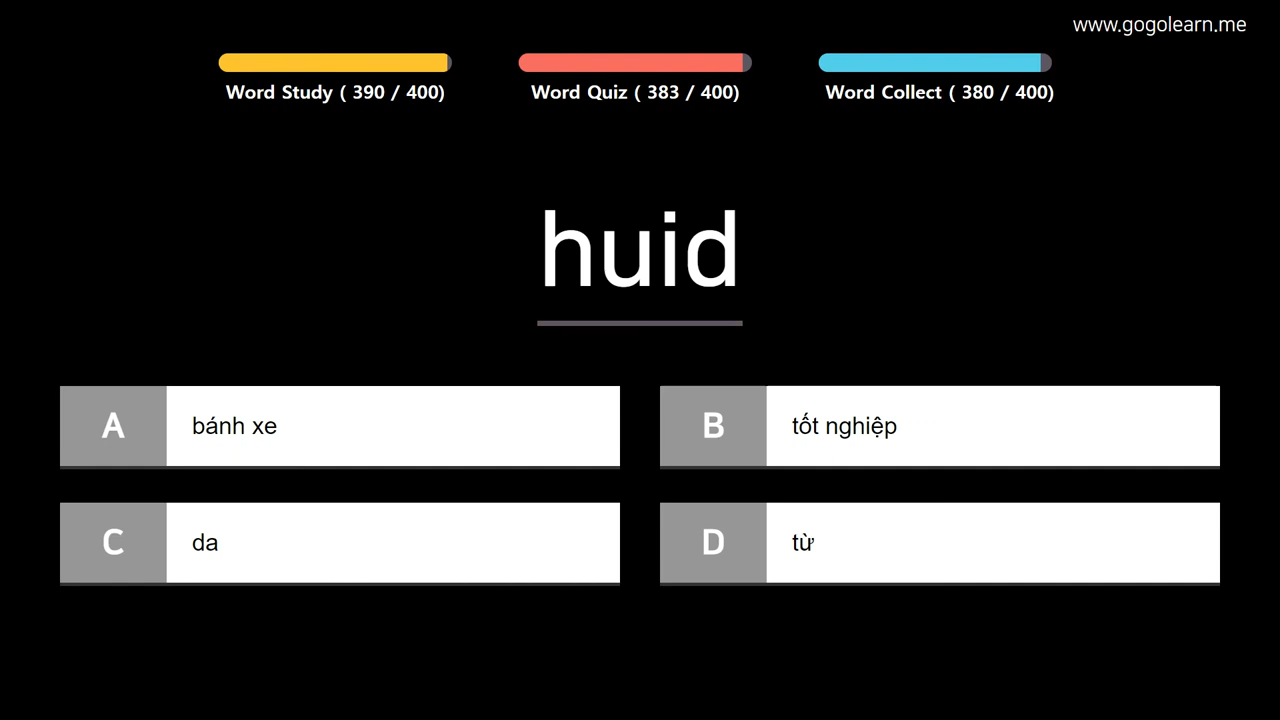 www.gogolearn.me
Word Study ( 390 / 400)
Word Quiz ( 383 / 400)
Word Collect ( 380 / 400)
huid
A bánh xe
B tốt nghiệp
C da
D từ